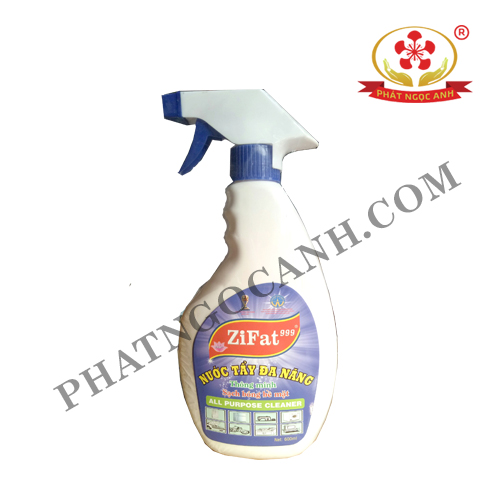 ®
PHÁT NGỌC ANH
PHATNGOCANH.COM
ZiFat 999®
NƯỚC TẨY ĐA NĂNG
Thông minh
Sạch bóng bề mặt
ALL PURPOSE CLEANER